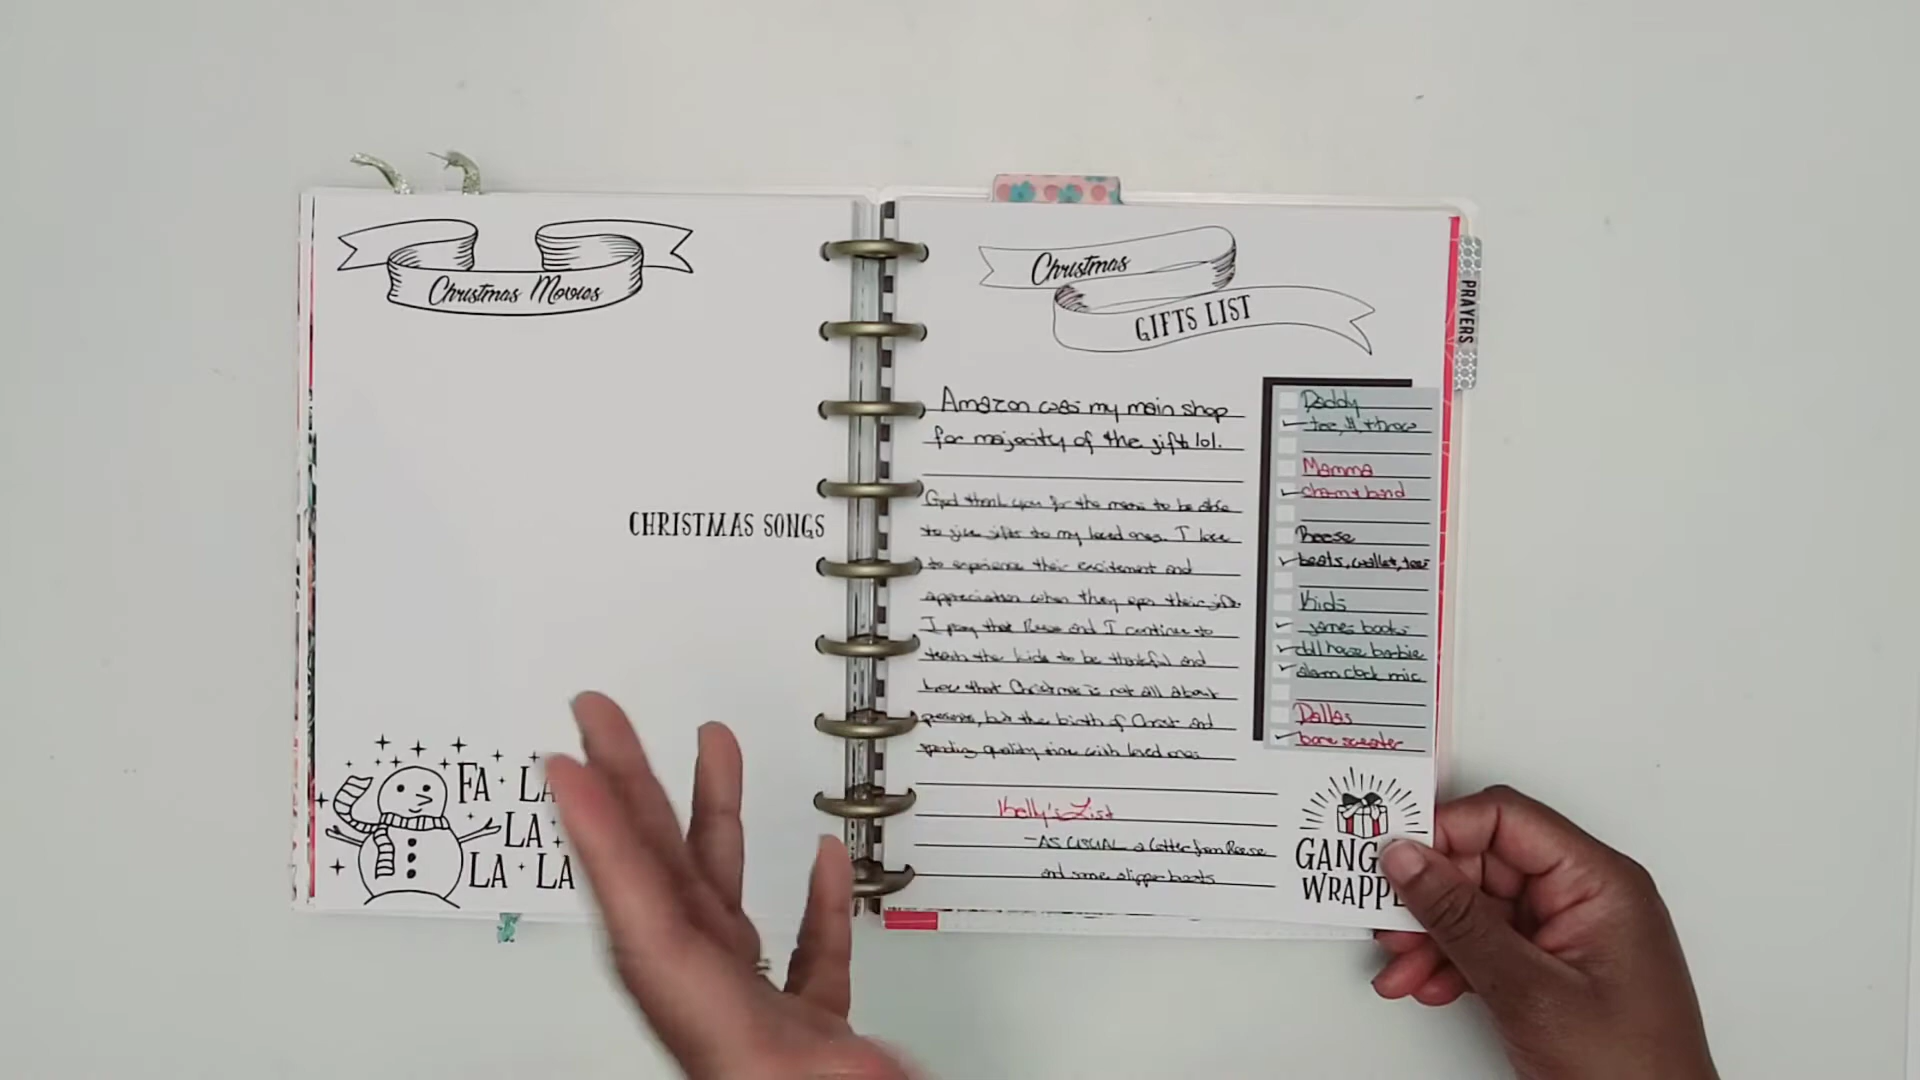 Christmas Movies
CHRISTMAS SONGS
FA LA
LA
LA LA
Christmas
GIFTS LIST
PRAYERS
Amazon was my main shop
for majority of the gifts lol.
God thank you for the means to be able
to give gifts to my loved ones. I love
to experience their excitement and
appreciation when they open their gifts.
I pray that Reese and I continue to
teach the kids to be thankful and
how that Christmas is not all about
presents, but the birth of Christ and
spending quality time with loved ones
Kelly's List
- AS USUAL a letter from Reese
and some slipper boots
Daddy
tee, throw
Mamma
charm band
Reese
beats, wallet, tees
Kids
games books
doll house barbie
alarm clock mic
Dallas
bone sweater
GANG
WRAPPE